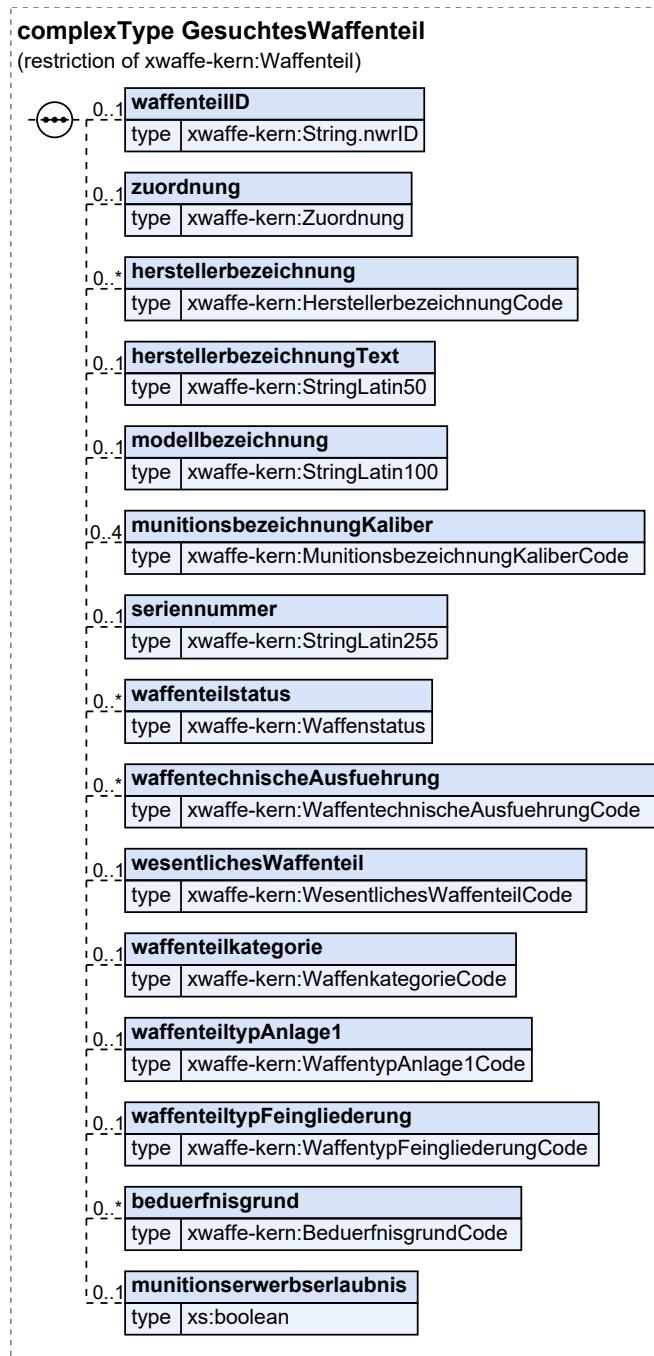 complexType GesuchtesWaffenteil
(restriction of xwaffe-kern:Waffenteil)
0..1 waffenteilID
type xwaffe-kern:String.nwrID
0..1 zuordnung
type xwaffe-kern:Zuordnung
0..* herstellerbezeichnung
type xwaffe-kern:HerstellerbezeichnungCode
0..1 herstellerbezeichnungText
type xwaffe-kern:StringLatin50
0..1 modellbezeichnung
type xwaffe-kern:StringLatin100
0..4 munitionsbezeichnungKaliber
type xwaffe-kern:MunitionsbezeichnungKaliberCode
0..1 seriennummer
type xwaffe-kern:StringLatin255
0..* waffenteilstatus
type xwaffe-kern:Waffenstatus
0..* waffentechnischeAusfuehrung
type xwaffe-kern:WaffentechnischeAusfuehrungCode
0..1 wesentlichesWaffenteil
type xwaffe-kern:WesentlichesWaffenteilCode
0..1 waffenteilkategorie
type xwaffe-kern:WaffenkategorieCode
0..1 waffenteiltypAnlage1
type xwaffe-kern:WaffentypAnlage1Code
0..1 waffenteiltypFeingliederung
type xwaffe-kern:WaffentypFeingliederungCode
0..* beduerfnisgrund
type xwaffe-kern:BeduerfnisgrundCode
0..1 munitionserwerbserlaubnis
type xs:boolean